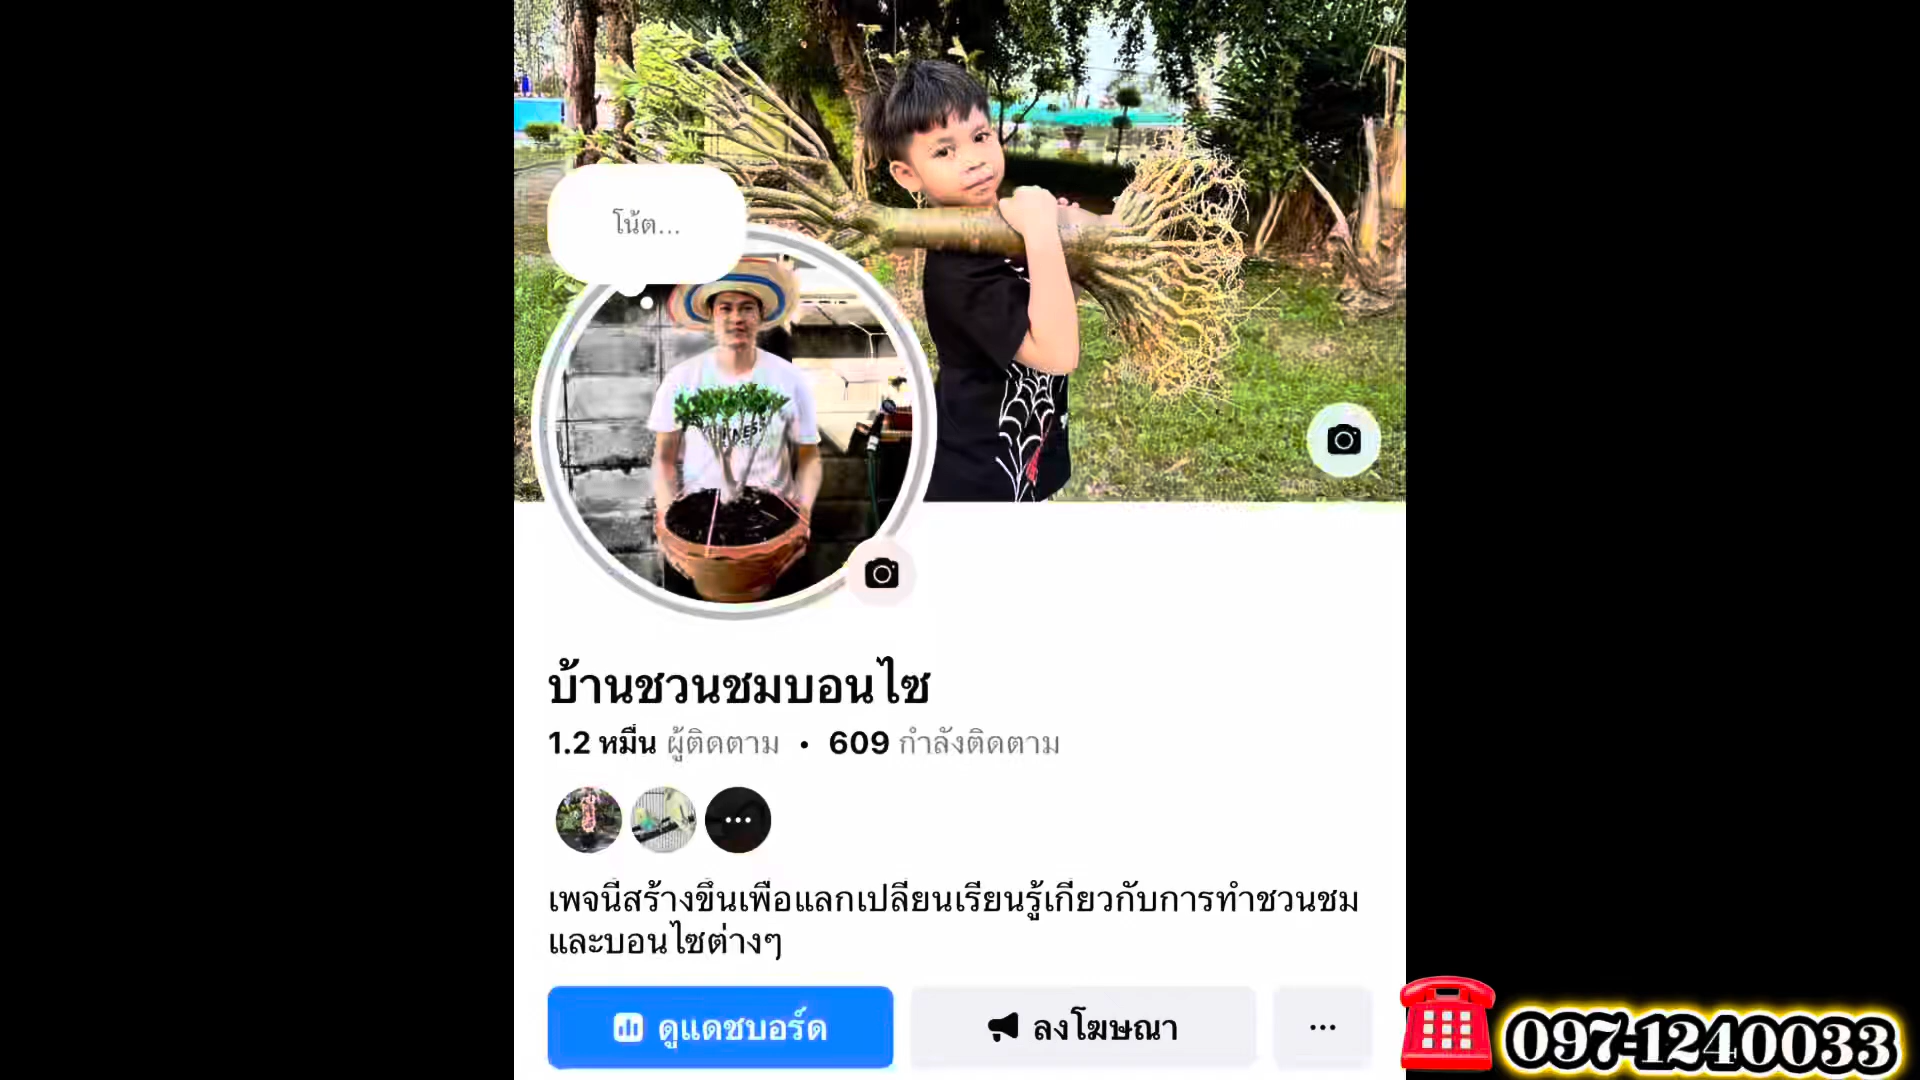 โน้ต...
บ้านชวนชมบอนไซ
1.2 หมื่น ผู้ติดตาม • 609 กำลังติดตาม
เพจนี้สร้างขึ้นเพื่อแลกเปลี่ยนเรียนรู้เกี่ยวกับการทำชวนชม
และบอนไซต่างๆ
ดูแดชบอร์ด
ลงโฆษณา
097-1240033